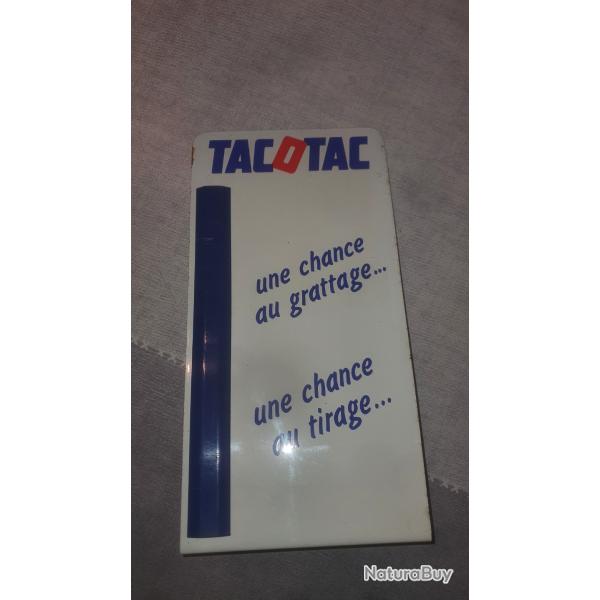 TACOTAC
une chance
au grattage...
une chance
au tirage...
NaturaBuy